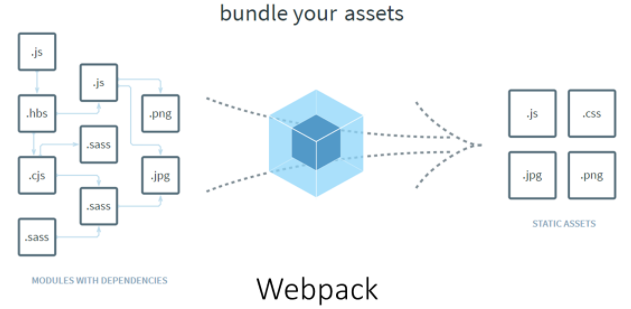 bundle your assets
.js
.js
.hbs
.png
.sass
.cjs
.jpg
.sass
.sass
MODULES WITH DEPENDENCIES
.js
.css
.jpg
.png
STATIC ASSETS
Webpack